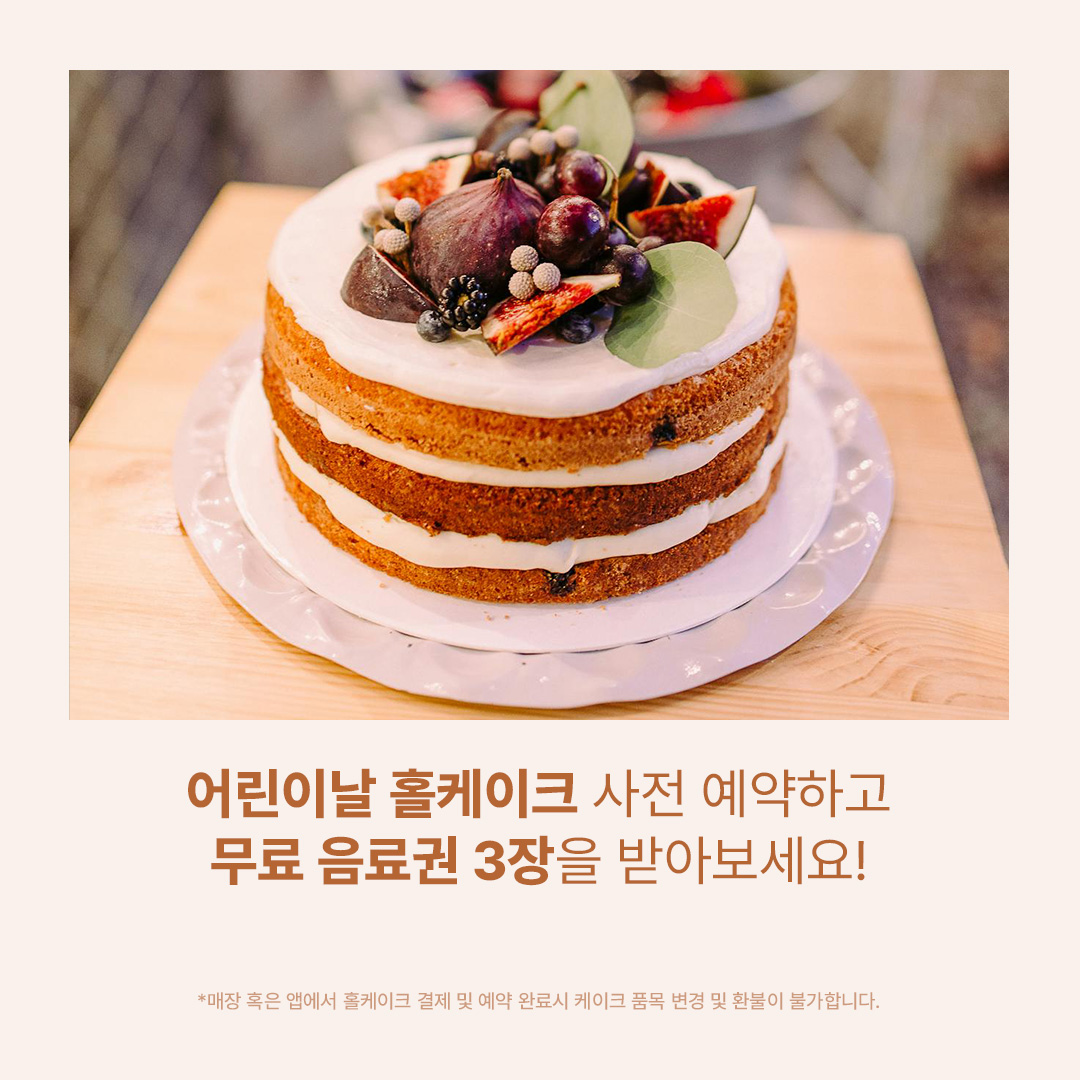 어린이날 홀케이크 사전 예약하고
무료 음료권 3장을 받아보세요!
*매장 혹은 앱에서 홀케이크 결제 및 예약 완료시 케이크 품목 변경 및 환불이 불가합니다.